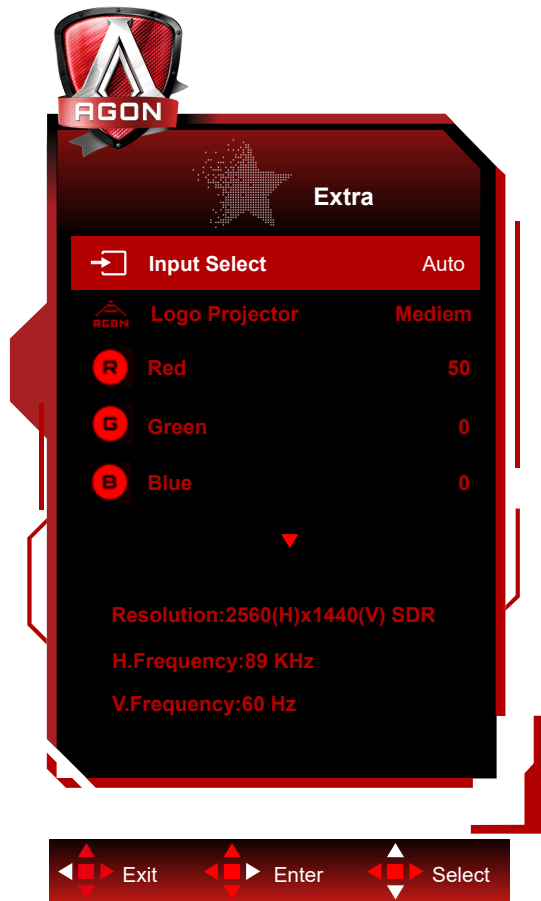 AGON
Extra
Input Select Auto
AGON Logo Projector Mediem
R Red 50
G Green 0
B Blue 0
Resolution:2560(H)x1440(V) SDR
H.Frequency:89 KHz
V.Frequency:60 Hz
Exit Enter Select